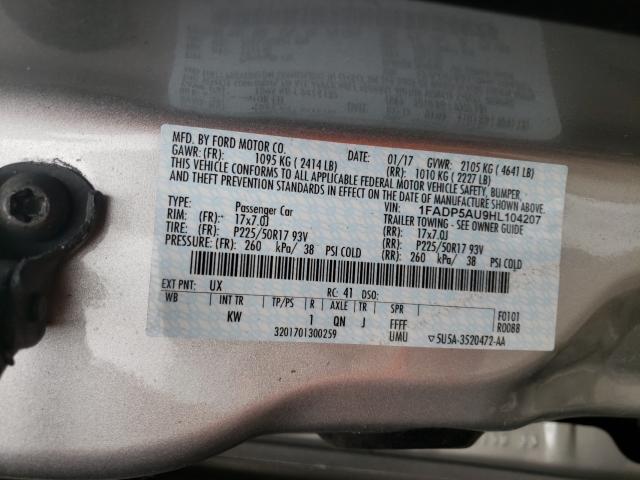 MFD. BY FORD MOTOR CO.
DATE: 01/17 GVWR: 2105 KG ( 4641 LB)
GAWR: (FR): 1095 KG ( 2414 LB) (RR): 1010 KG ( 2227 LB)
THIS VEHICLE CONFORMS TO ALL APPLICABLE FEDERAL MOTOR VEHICLE SAFETY, BUMPER,
AND THEFT PREVENTION STANDARDS IN EFFECT ON THE DATE OF MANUFACTURE SHOWN ABOVE.
VIN: 1FADP5AU9HL104207
TYPE: Passenger Car TRAILER TOWING - SEE OWNER GUIDE
RIM: (FR): 17x7.0J (RR): 17x7.0J
TIRE: (FR): P225/50R17 93V (RR): P225/50R17 93V
PRESSURE: (FR): 260 kPa/ 38 PSI COLD (RR): 260 kPa/ 38 PSI COLD
EXT PNT: UX RC: 41 DSO:
WB INT TR TP/PS R AXLE TR SPR F0101
KW 1 QN J FFFF R0088
3201701300259 UMU 5U5A-3520472-AA